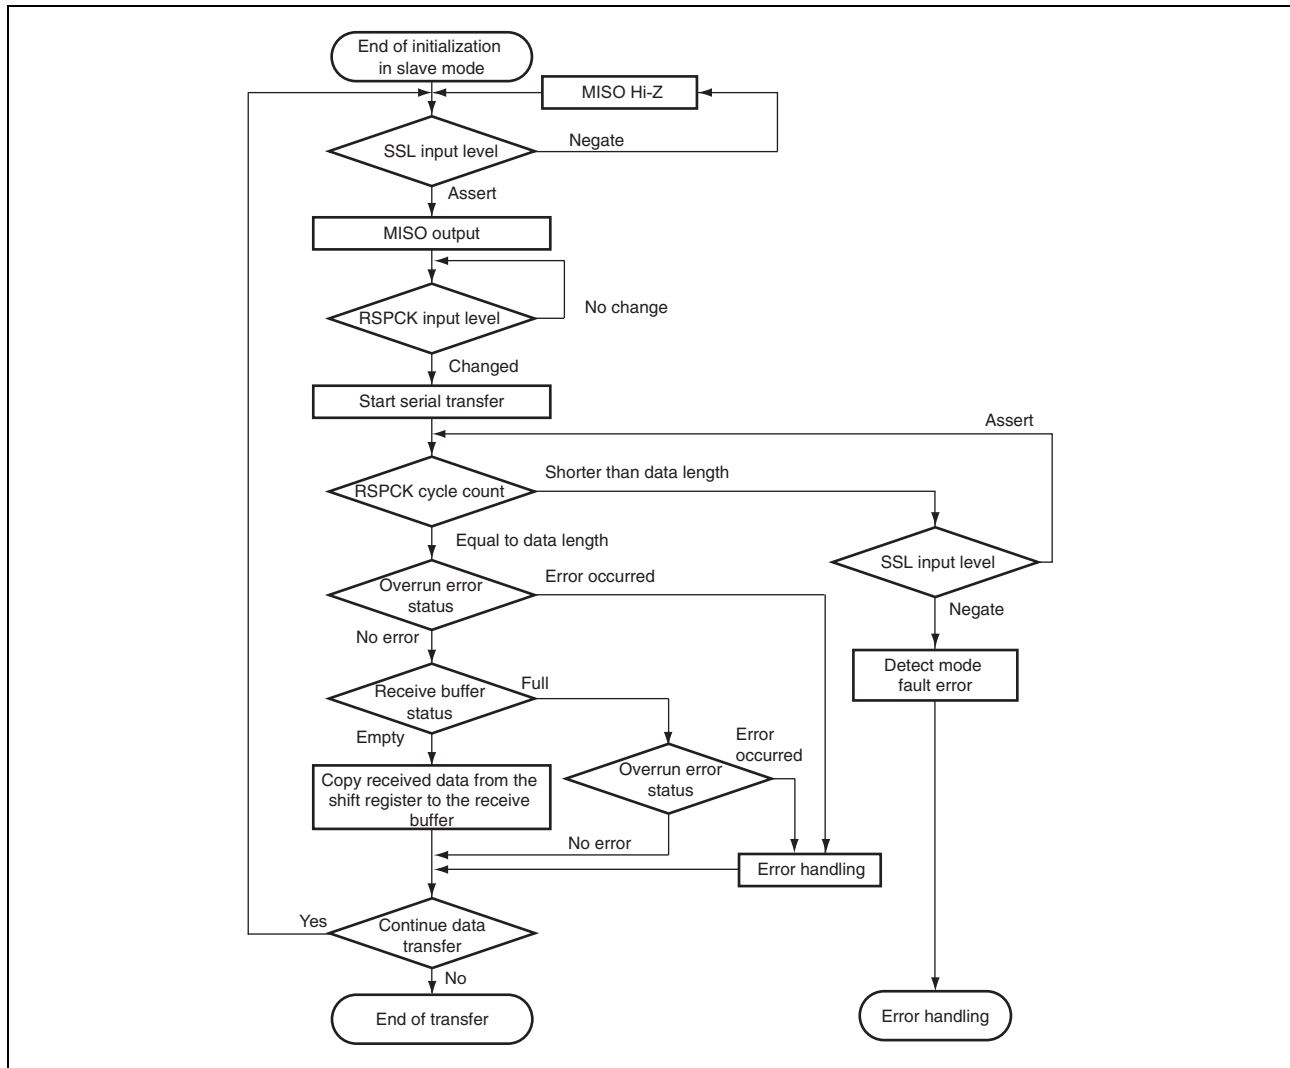 End of initialization
in slave mode
MISO Hi-Z
SSL input level
Negate
Assert
MISO output
RSPCK input level
No change
Changed
Start serial transfer
Assert
RSPCK cycle count
Shorter than data length
SSL input level
Equal to data length
Overrun error
status
Error occurred
Negate
No error
Detect mode
fault error
Receive buffer
status
Full
Empty
Error
occurred
Overrun error
status
Copy received data from the
shift register to the receive
buffer
No error
Error handling
Yes
Continue data
transfer
No
End of transfer
Error handling